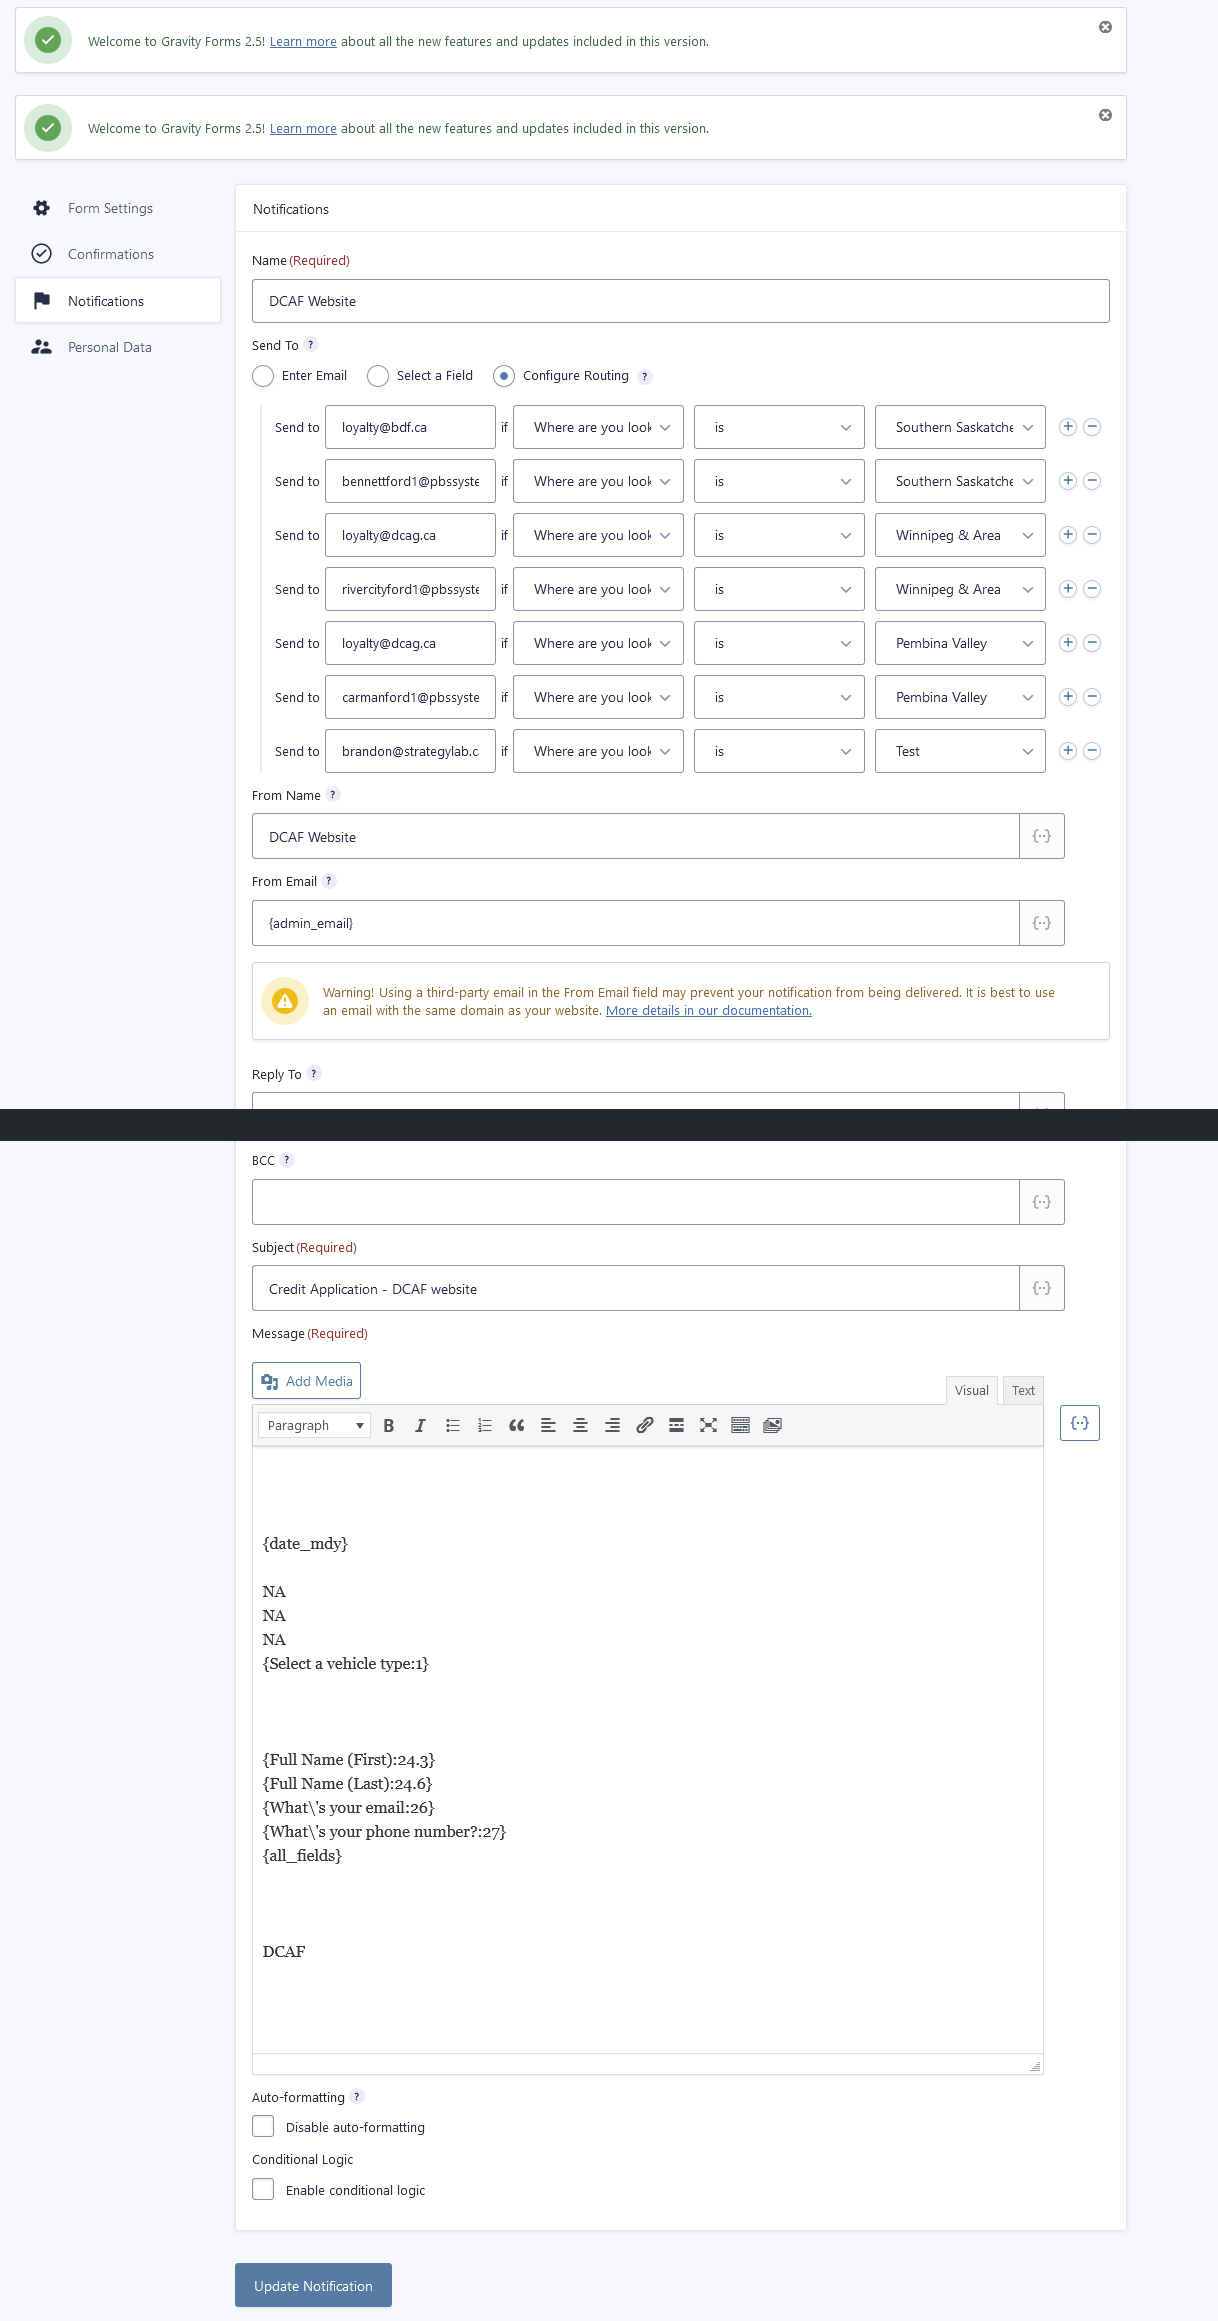 Welcome to Gravity Forms 2.5! Learn more about all the new features and updates included in this version.
Welcome to Gravity Forms 2.5! Learn more about all the new features and updates included in this version.
Form Settings
Confirmations
Notifications
Personal Data
Notifications
Name (Required)
DCAF Website
Send To ?
Enter Email Select a Field Configure Routing ?
Send to loyalty@bdf.ca if Where are you look is Southern Saskatche
Send to bennettford1@pbssyste if Where are you look is Southern Saskatche
Send to loyalty@dcag.ca if Where are you look is Winnipeg & Area
Send to rivercityford1@pbssyste if Where are you look is Winnipeg & Area
Send to loyalty@dcag.ca if Where are you look is Pembina Valley
Send to carmanford1@pbssyste if Where are you look is Pembina Valley
Send to brandon@strategylab.c if Where are you look is Test
From Name ?
DCAF Website {··}
From Email ?
{admin_email} {··}
Warning! Using a third-party email in the From Email field may prevent your notification from being delivered. It is best to use
an email with the same domain as your website. More details in our documentation.
Reply To ?
BCC ?
{··}
Subject (Required)
Credit Application - DCAF website {··}
Message (Required)
Add Media
Visual Text
Paragraph B I {··}
{date_mdy}
NA
NA
NA
{Select a vehicle type:1}
{Full Name (First):24.3}
{Full Name (Last):24.6}
{What\'s your email:26}
{What\'s your phone number?:27}
{all_fields}
DCAF
Auto-formatting ?
Disable auto-formatting
Conditional Logic
Enable conditional logic
Update Notification